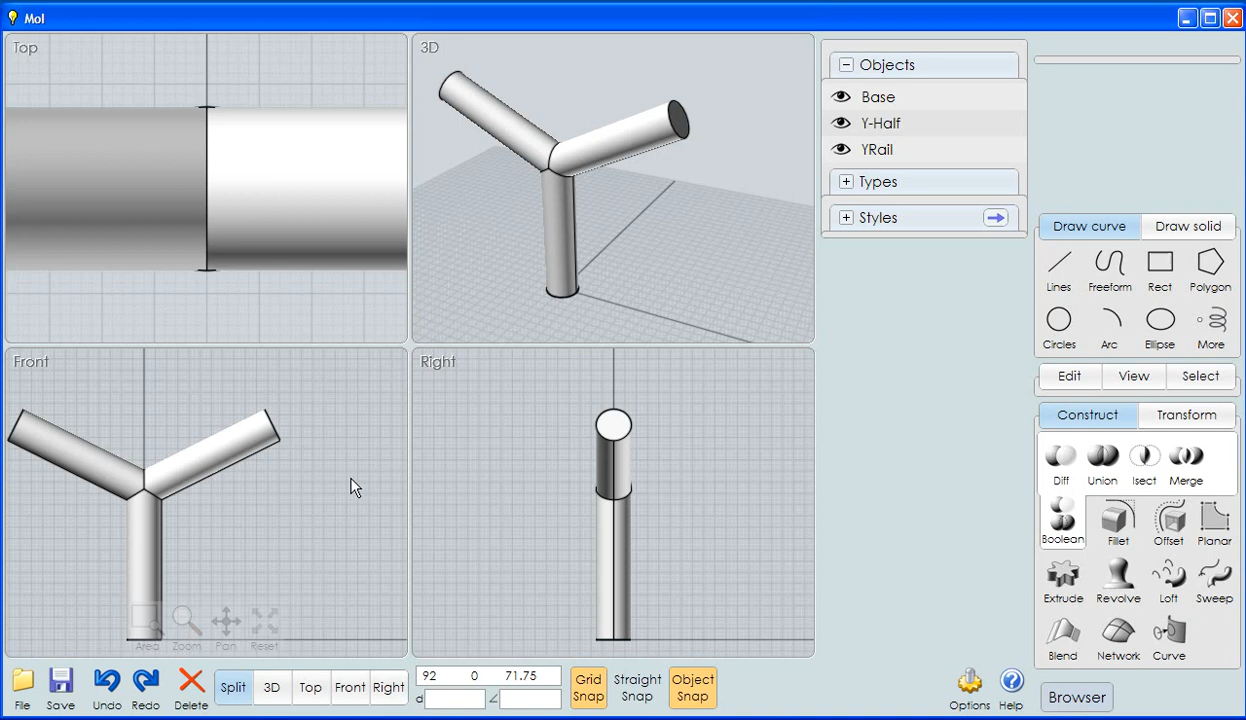 MoI
Top
3D
Objects
Base
Y-Half
YRail
Types
Styles
Draw curve Draw solid
Lines Freeform Rect Polygon
Circles Arc Ellipse More
Front
Right
Edit View Select
Construct Transform
Diff Union Isect Merge
Boolean Fillet Offset Planar
Extrude Revolve Loft Sweep
Blend Network Curve
Area Zoom Pan Reset
File Save Undo Redo Delete
Split 3D Top Front Right
92 0 71.75
d ∠
Grid Snap
Straight Snap
Object Snap
Options Help
Browser